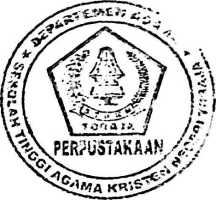 DEPARTEMEN
SEKOLAH TINGGI AGAMA KRISTEN
TORAJA
PERPUSTAKAAN